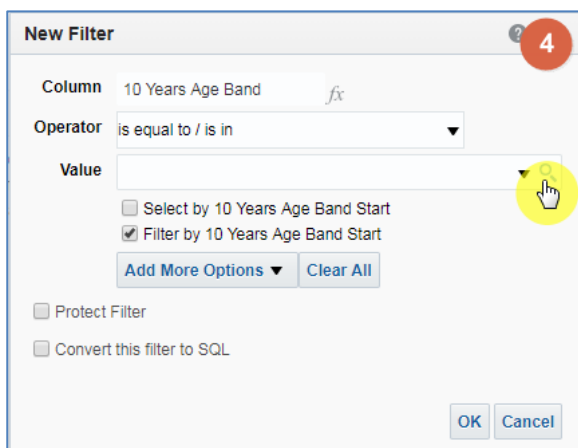 New Filter
? 4
Column 10 Years Age Band fx
Operator is equal to / is in
Value
Select by 10 Years Age Band Start
Filter by 10 Years Age Band Start
Add More Options Clear All
Protect Filter
Convert this filter to SQL
OK Cancel